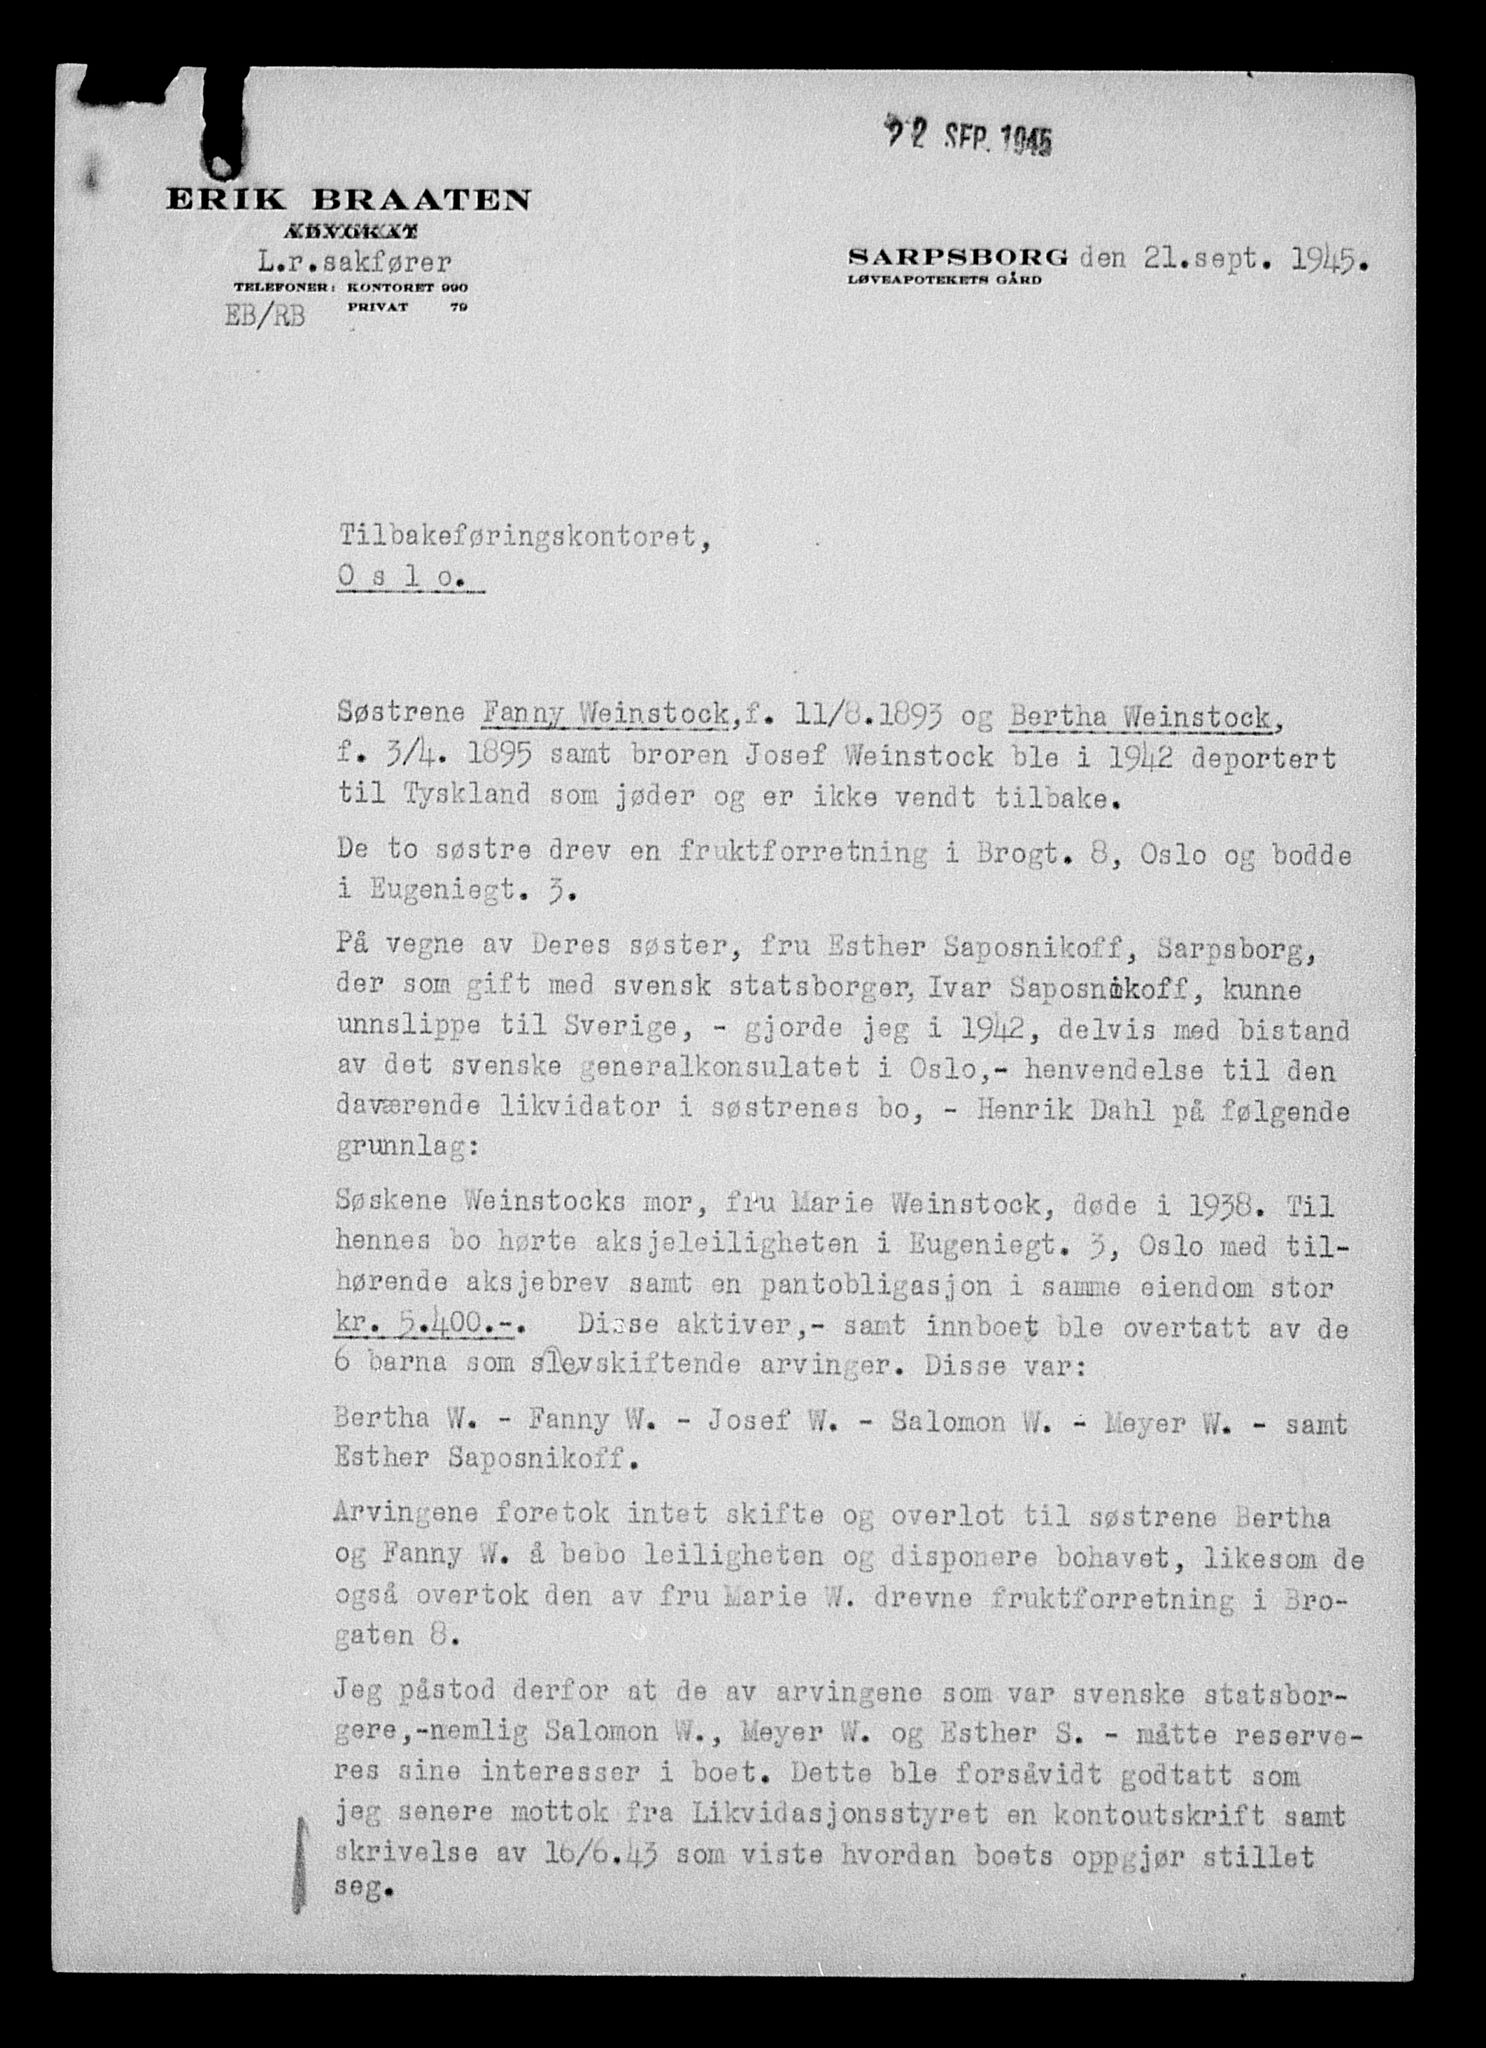 22 SEP. 1945
ERIK BRAATEN
ADVOKAT
L.r.sakfører
TELEFONER: KONTORET 990
PRIVAT 79
EB/RB
SARPSBORG den 21.sept. 1945.
LØVEAPOTEKETS GÅRD
Tilbakeføringskontoret,
O s l o.
Søstrene Fanny Weinstock,f. 11/8.1893 og Bertha Weinstock,
f. 3/4. 1895 samt broren Josef Weinstock ble i 1942 deportert
til Tyskland som jøder og er ikke vendt tilbake.
De to søstre drev en fruktforretning i Brogt. 8, Oslo og bodde
i Eugeniegt. 3.
På vegne av Deres søster, fru Esther Saposnikoff, Sarpsborg,
der som gift med svensk statsborger, Ivar Saposnikoff, kunne
unnslippe til Sverige, - gjorde jeg i 1942, delvis med bistand
av det svenske generalkonsulatet i Oslo,- henvendelse til den
daværende likvidator i søstrenes bo, - Henrik Dahl på følgende
grunnlag:
Søskene Weinstocks mor, fru Marie Weinstock, døde i 1938. Til
hennes bo hørte aksjeleiligheten i Eugeniegt. 3, Oslo med til-
hørende aksjebrev samt en pantobligasjon i samme eiendom stor
kr. 5.400.-. Disse aktiver,- samt innboet ble overtatt av de
6 barna som slevskiftende arvinger. Disse var:
Bertha W. - Fanny W. - Josef W. - Salomon W. - Meyer W. - samt
Esther Saposnikoff.
Arvingene foretok intet skifte og overlot til søstrene Bertha
og Fanny W. å bebo leiligheten og disponere bohavet, likesom de
også overtok den av fru Marie W. drevne fruktforretning i Bro-
gaten 8.
Jeg påstod derfor at de av arvingene som var svenske statsbor-
gere,-nemlig Salomon W., Meyer W. og Esther S. - måtte reserve-
res sine interesser i boet. Dette ble forsåvidt godtatt som
jeg senere mottok fra Likvidasjonsstyret en kontoutskrift samt
skrivelse av 16/6.43 som viste hvordan boets oppgjør stillet
seg.